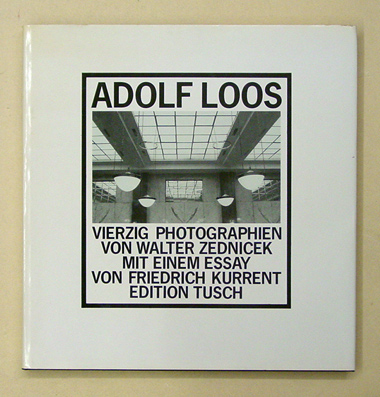 ADOLF LOOS
VIERZIG PHOTOGRAPHIEN
VON WALTER ZEDNICEK
MIT EINEM ESSAY
VON FRIEDRICH KURRENT
EDITION TUSCH